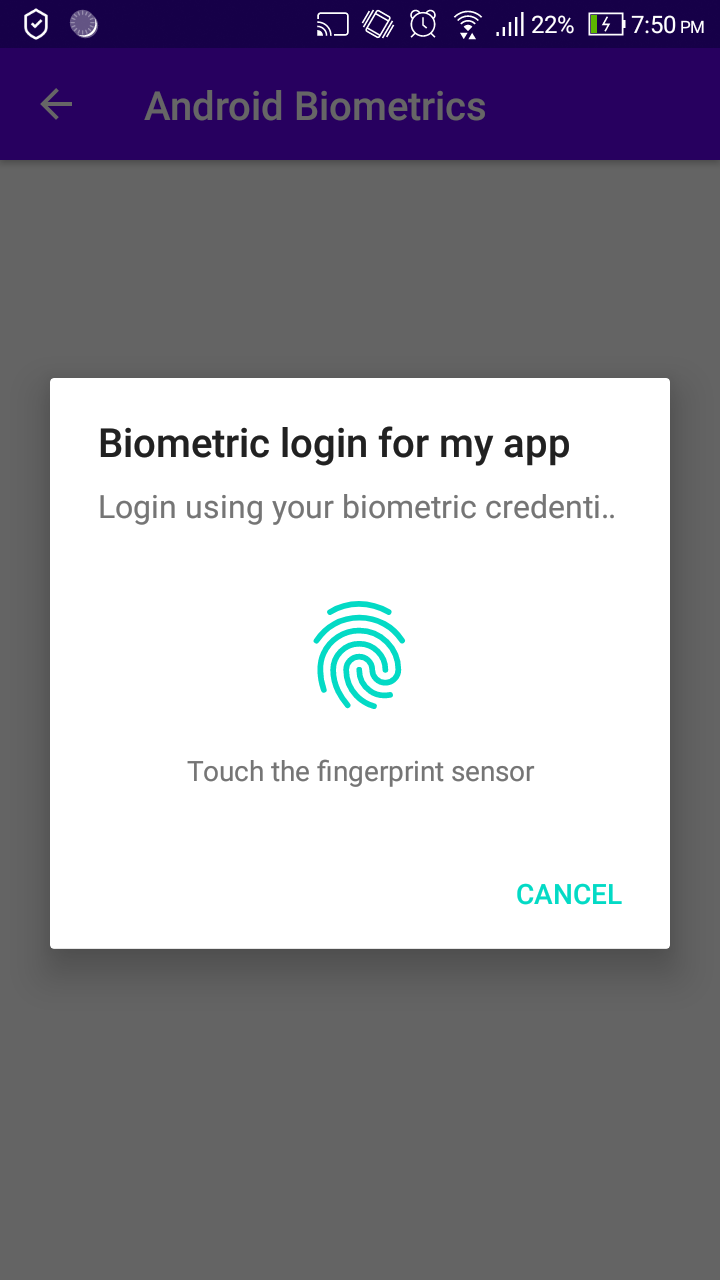 22% 7:50 PM
Android Biometrics
Biometric login for my app
Login using your biometric credenti..
Touch the fingerprint sensor
CANCEL